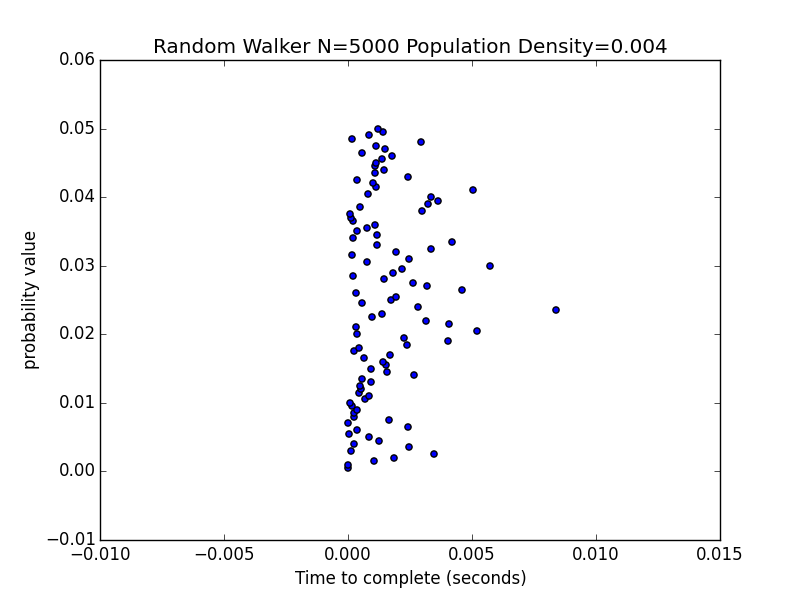 Random Walker N=5000 Population Density=0.004
0.06
0.05
0.04
0.03
0.02
0.01
0.00
−0.01
probability value
−0.010 −0.005 0.000 0.005 0.010 0.015
Time to complete (seconds)